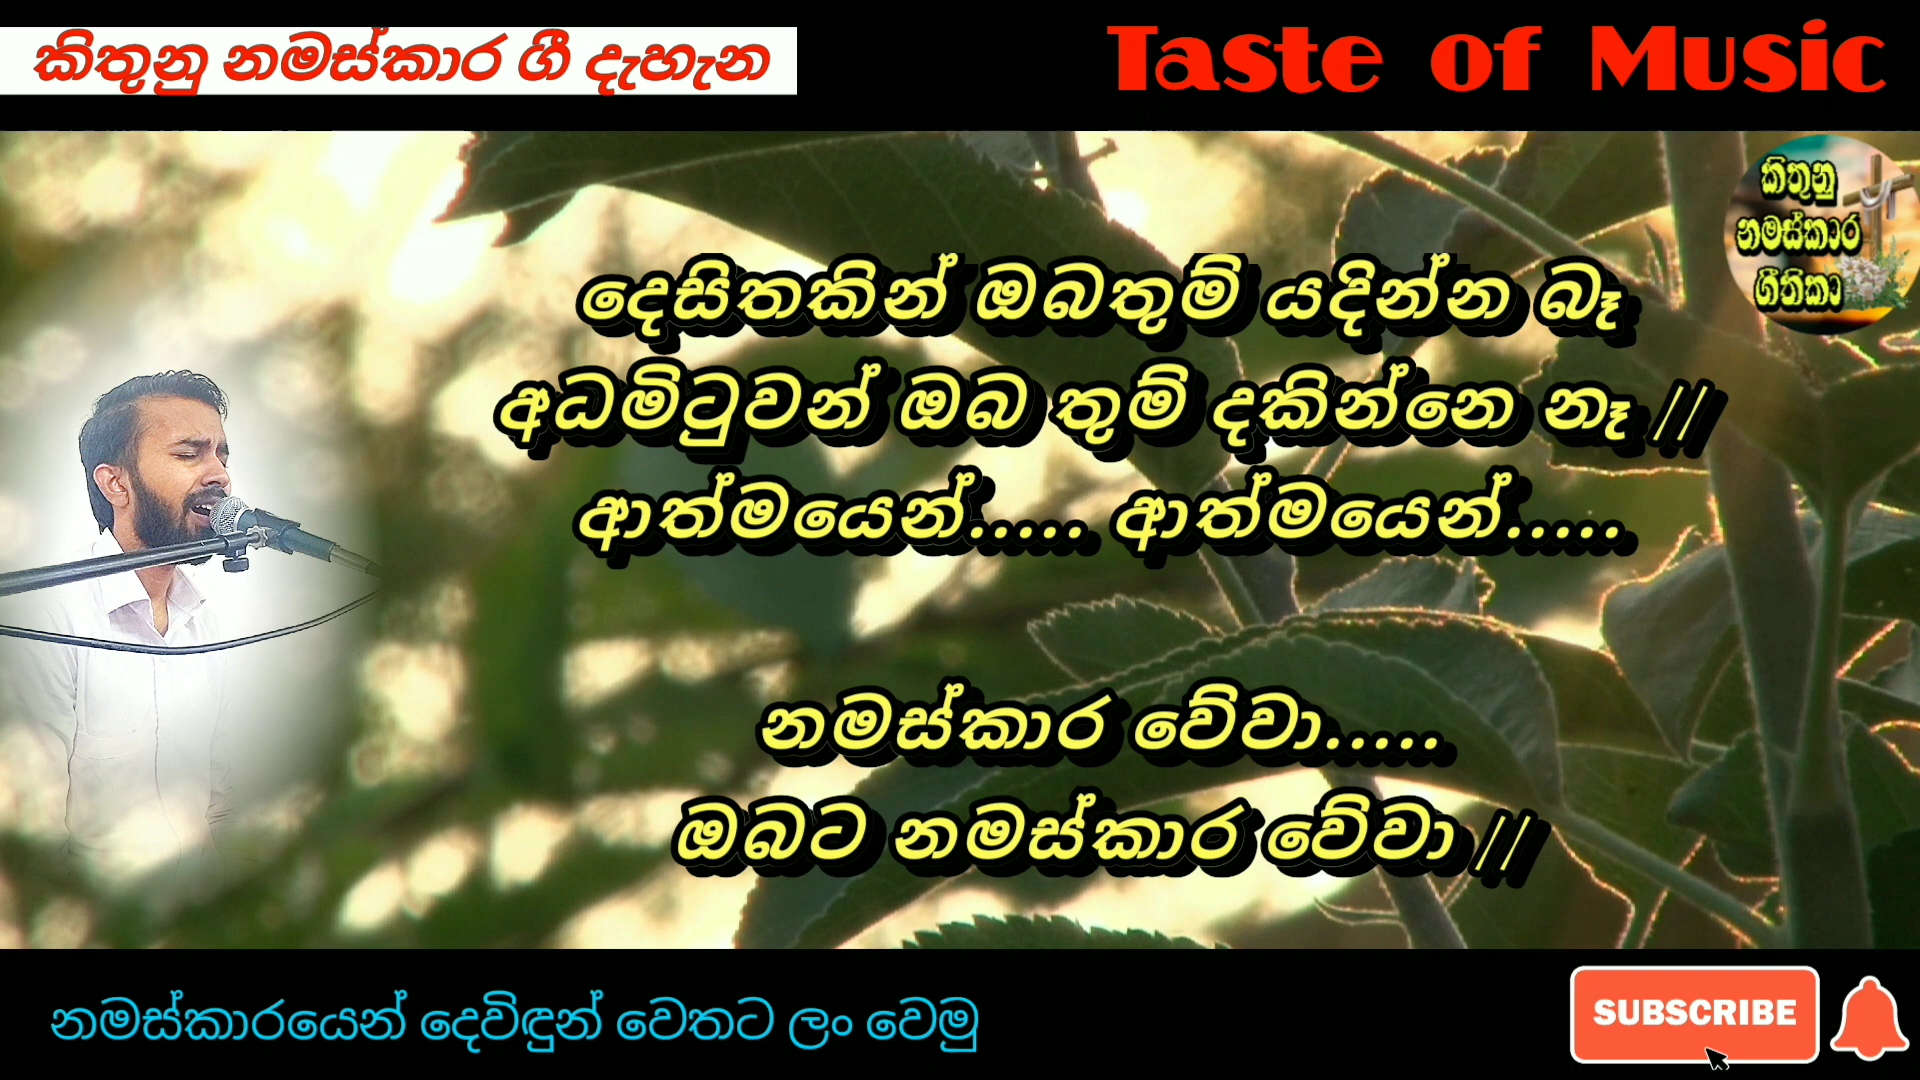 කිතුනු නමස්කාර ගී දැහැන
Taste of Music
කිතුනු
නමස්කාර
ගීතිකා
දෙසිතකින් ඔබතුම් යදින්න බෑ
අධමිටුවන් ඔබ තුම් දකින්නෙ නෑ //
ආත්මයෙන්..... ආත්මයෙන්.....
නමස්කාර වේවා.....
ඔබට නමස්කාර වේවා //
නමස්කාරයෙන් දෙවිඳුන් වෙතට ලං වෙමු
SUBSCRIBE